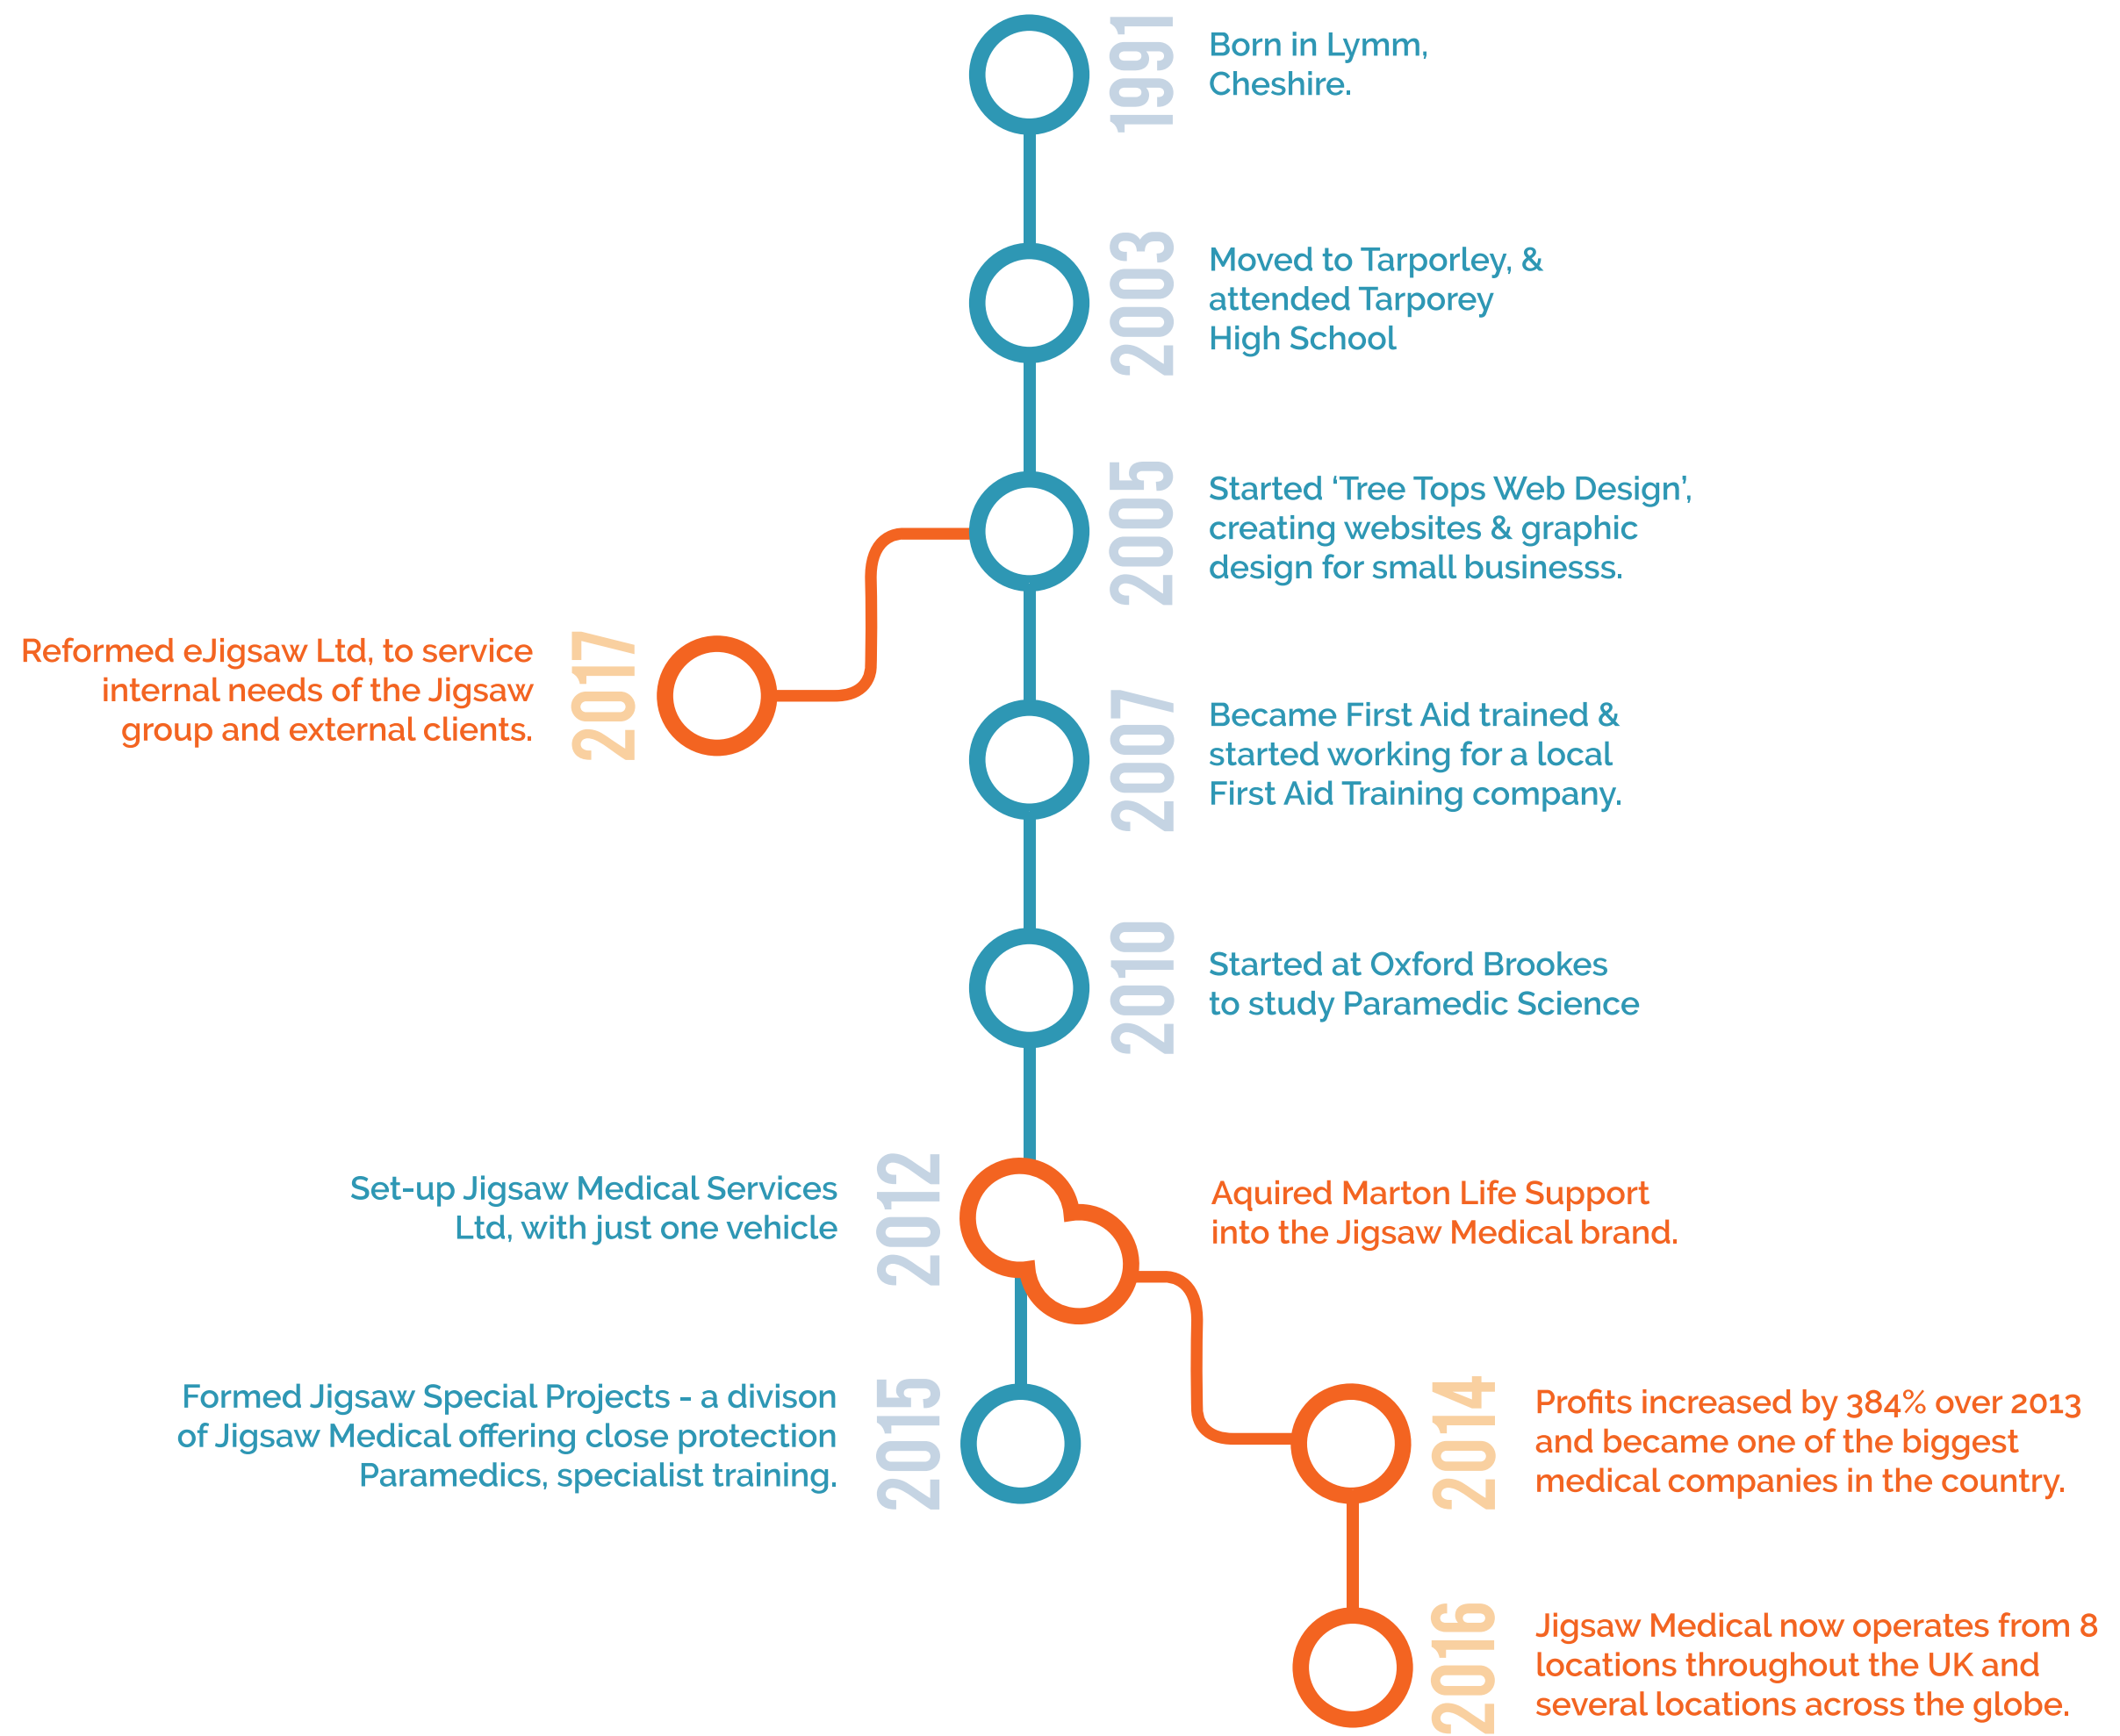 1991
Born in Lymm,
Cheshire.
2003
Moved to Tarporley, &
attended Tarporey
High School
2005
Started ‘Tree Tops Web Design’,
creating websites & graphic
design for small businesss.
2017
Reformed eJigsaw Ltd, to service
internal needs of the Jigsaw
group and external clients.
2007
Became First Aid trained &
started working for a local
First Aid Training company.
2010
Started at Oxford Brookes
to study Paramedic Science
2012
Set-up Jigsaw Medical Services
Ltd, with just one vehicle
Aquired Marton Life Support
into the Jigsaw Medical brand.
2015
Formed Jigsaw Special Projects - a divison
of Jigsaw Medical offering close protection
Paramedics, specialist training.
2014
Profits increased by 384% over 2013
and became one of the biggest
medical companies in the country.
2016
Jigsaw Medical now operates from 8
locations throughout the UK and
several locations across the globe.